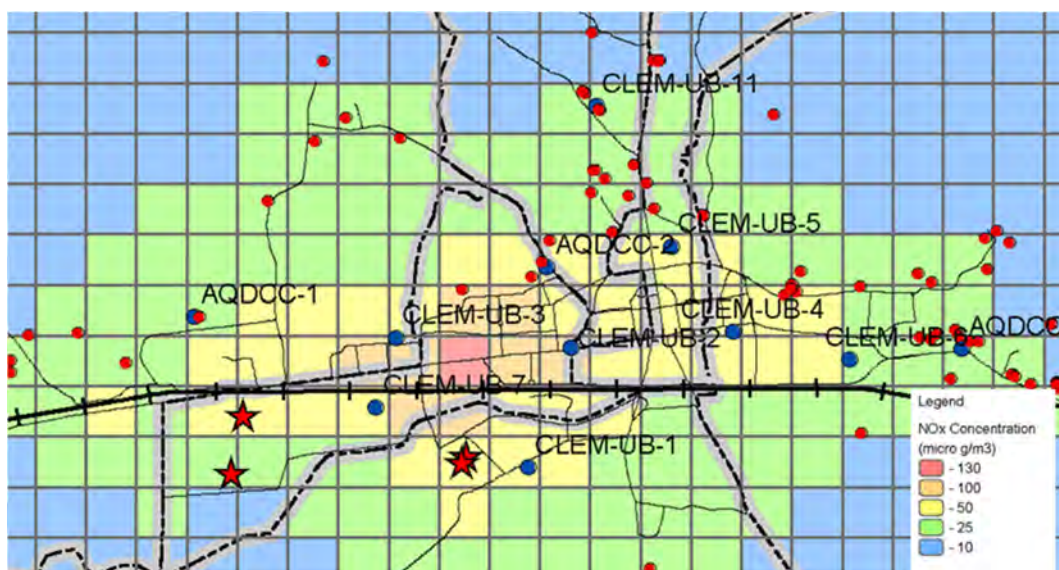 CLEM-UB-11
CLEM-UB-5
AQDCC-2
AQDCC-1
CLEM-UB-3
CLEM-UB-4
CLEM-UB-2
CLEM-UB-6
AQDCC
CLEM-UB-7
CLEM-UB-1
Legend
NOx Concentration
(micro g/m3)
- 130
- 100
- 50
- 25
- 10